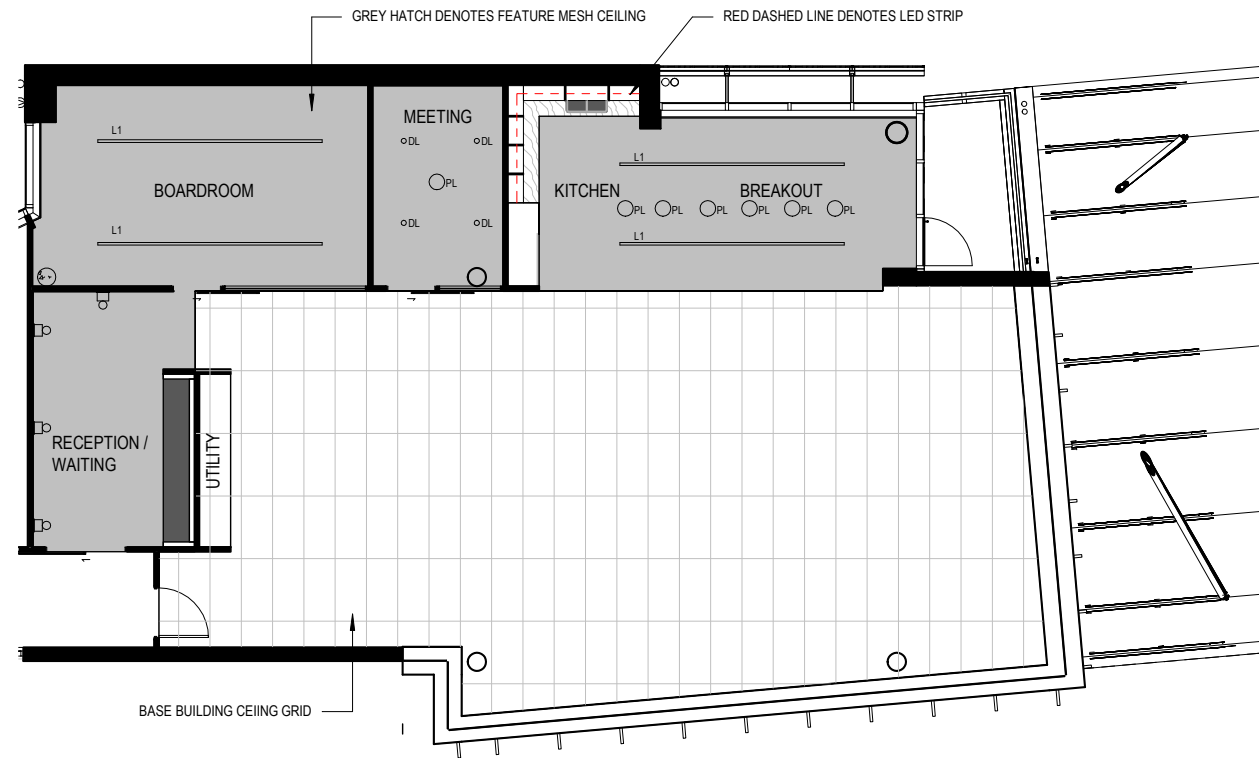 GREY HATCH DENOTES FEATURE MESH CEILING
RED DASHED LINE DENOTES LED STRIP
L1
BOARDROOM
L1
MEETING
DL
DL
PL
DL
DL
L1
KITCHEN
BREAKOUT
PL
PL
PL
PL
PL
PL
L1
RECEPTION /
WAITING
UTILITY
BASE BUILDING CEIING GRID